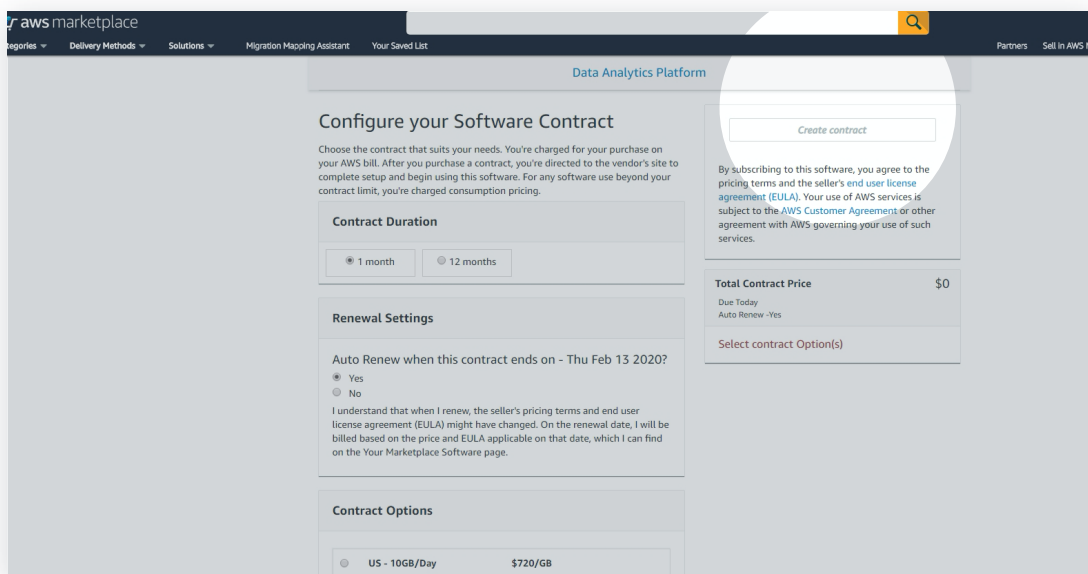 aws marketplace
tegories
Delivery Methods
Solutions
Migration Mapping Assistant
Your Saved List
Partners
Sell in AWS M
Data Analytics Platform
Configure your Software Contract
Choose the contract that suits your needs. You're charged for your purchase on
your AWS bill. After you purchase a contract, you're directed to the vendor's site to
complete setup and begin using this software. For any software use beyond your
contract limit, you're charged consumption pricing.
Contract Duration
1 month
12 months
Renewal Settings
Auto Renew when this contract ends on - Thu Feb 13 2020?
Yes
No
I understand that when I renew, the seller's pricing terms and end user
license agreement (EULA) might have changed. On the renewal date, I will be
billed based on the price and EULA applicable on that date, which I can find
on the Your Marketplace Software page.
Contract Options
US - 10GB/Day
$720/GB
Create contract
By subscribing to this software, you agree to the
pricing terms and the seller's end user license
agreement (EULA). Your use of AWS services is
subject to the AWS Customer Agreement or other
agreement with AWS governing your use of such
services.
Total Contract Price
$0
Due Today
Auto Renew -Yes
Select contract Option(s)